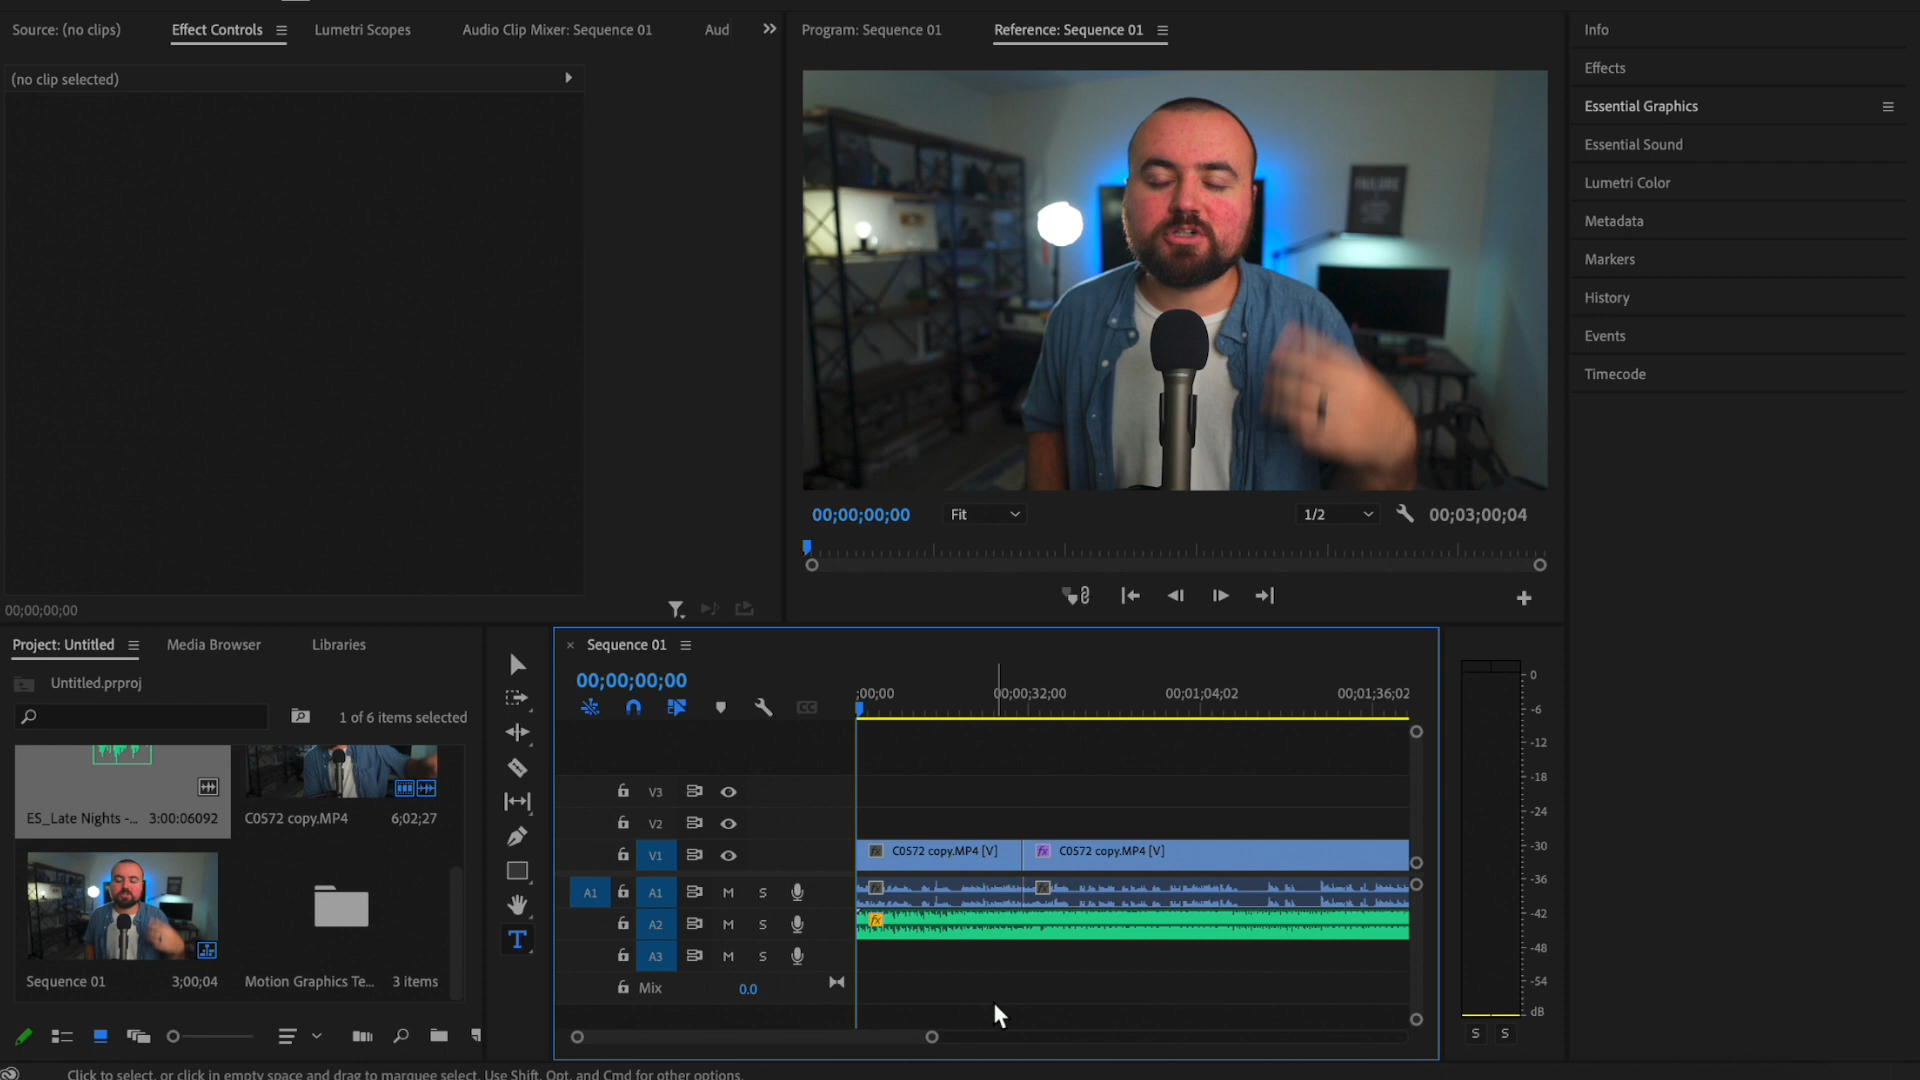 Source: (no clips)
Effect Controls
Lumetri Scopes
Audio Clip Mixer: Sequence 01
Aud
Program: Sequence 01
Reference: Sequence 01
(no clip selected)
FAILURE
00;00;00;00
Fit
1/2
00;03;00;04
00;00;00;00
Info
Effects
Essential Graphics
Essential Sound
Lumetri Color
Metadata
Markers
History
Events
Timecode
Project: Untitled
Media Browser
Libraries
Untitled.prproj
1 of 6 items selected
ES_Late Nights -...
3:00:06092
C0572 copy.MP4
6;02;27
Sequence 01
3;00;04
Motion Graphics Te...
3 items
T
Sequence 01
00;00;00;00
CC
;00;00
00;00;32;00
00;01;04;02
00;01;36;02
V3
V2
V1
fx C0572 copy.MP4 [V]
fx C0572 copy.MP4 [V]
A1
A1
M
S
fx
fx
A2
M
S
fx
A3
M
S
Mix
0.0
0
-6
-12
-18
-24
-30
-36
-42
-48
-54
dB
S
S
Click to select, or click in empty space and drag to marquee select. Use Shift, Opt, and Cmd for other options.